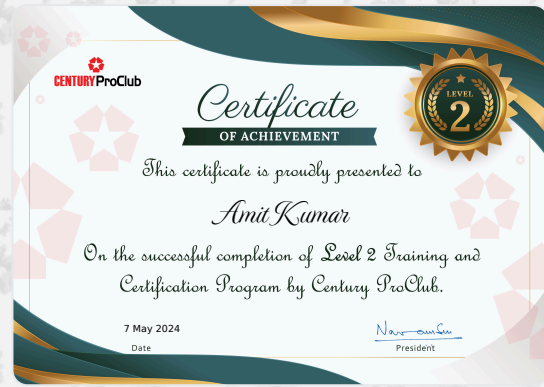 CENTURY ProClub
Certificate
OF ACHIEVEMENT
LEVEL
2
This certificate is proudly presented to
Amit Kumar
On the successful completion of Level 2 Training and
Certification Program by Century ProClub.
7 May 2024
Date
President